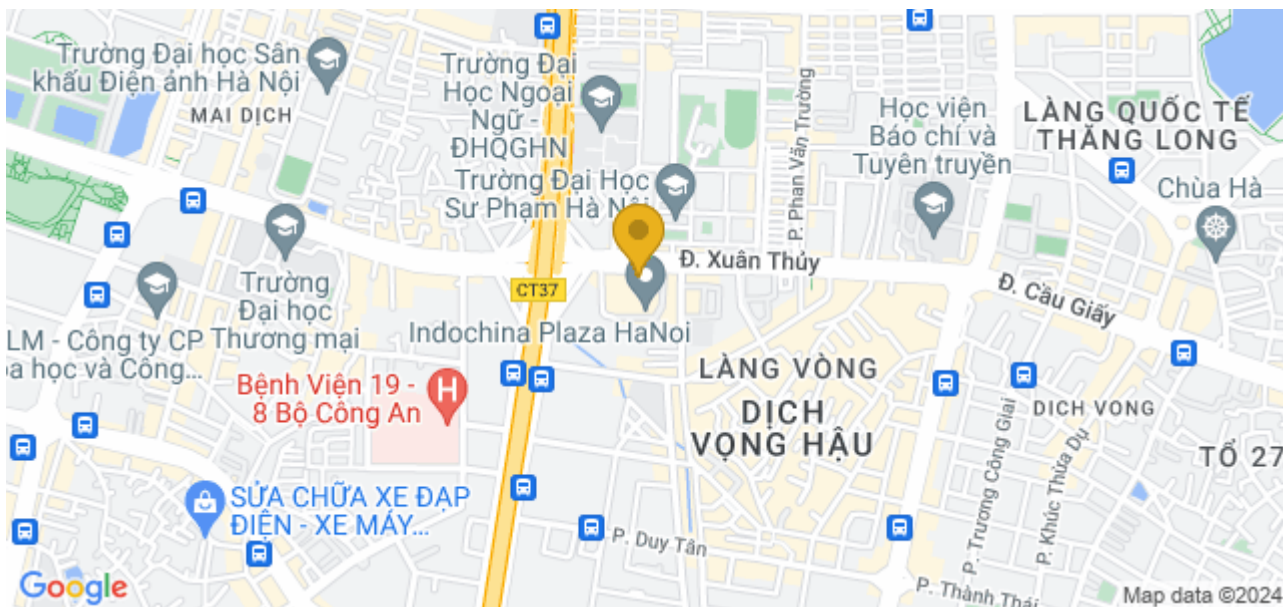 Trường Đại học Sân
khấu Điện ảnh Hà Nội
MAI DỊCH
Trường Đại
Học Ngoại
Ngữ -
ĐHQGHN
Trường Đại Học
Sư Phạm Hà Nội
P. Phan Văn Trường
Học viện
Báo chí và
Tuyên truyền
LÀNG QUỐC TẾ
THĂNG LONG
Chùa Hà
Đ. Xuân Thủy
Đ. Cầu Giấy
CT37
Trường
Đại học
Thương mại
LM - Công ty CP
oa học và Công...
Indochina Plaza HaNoi
Bệnh Viện 19 -
8 Bộ Công An
H
LÀNG VÒNG
DỊCH
VỌNG HẬU
DICH VONG
TỔ 27
P. Trương Công Giai
P. Khúc Thừa Dụ
SỬA CHỮA XE ĐẠP
ĐIỆN - XE MÁY...
P. Duy Tân
P. Thành Thái
Google
Map data ©2024